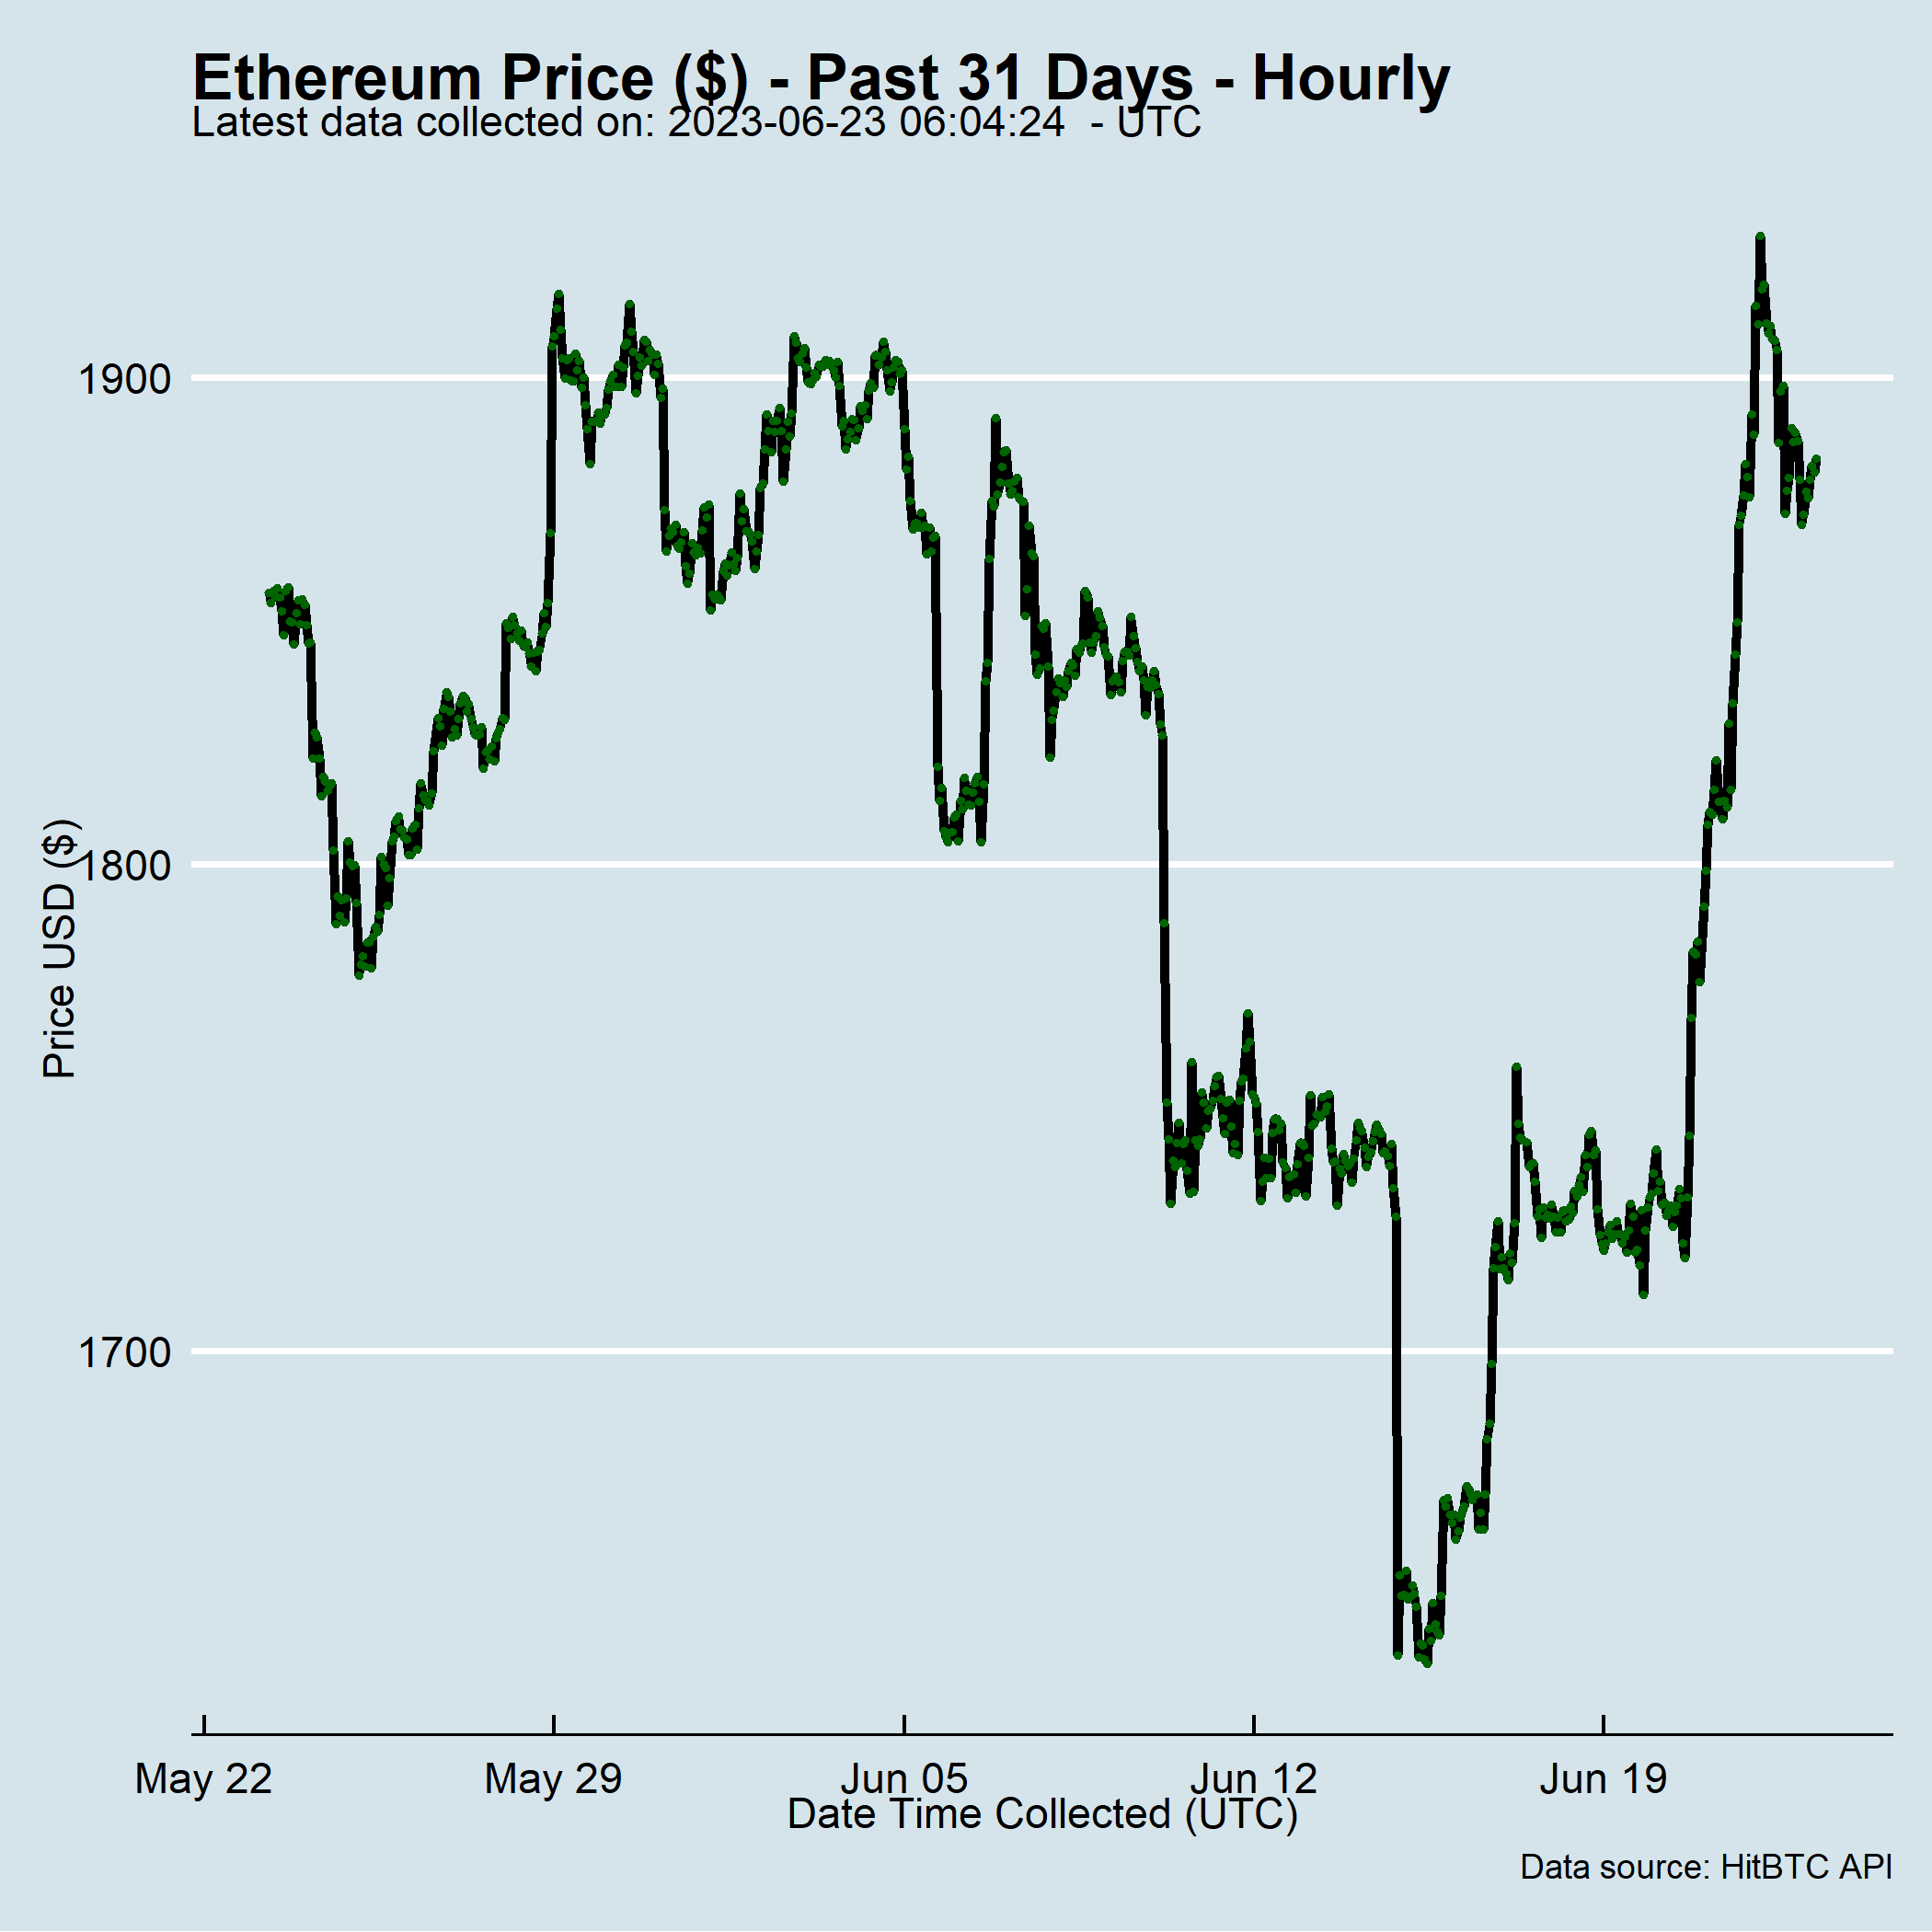 Ethereum Price ($) - Past 31 Days - Hourly
Latest data collected on: 2023-06-23 06:04:24  - UTC
1900
1800
1700
Price USD ($)
May 22
May 29
Jun 05
Jun 12
Jun 19
Date Time Collected (UTC)
Data source: HitBTC API